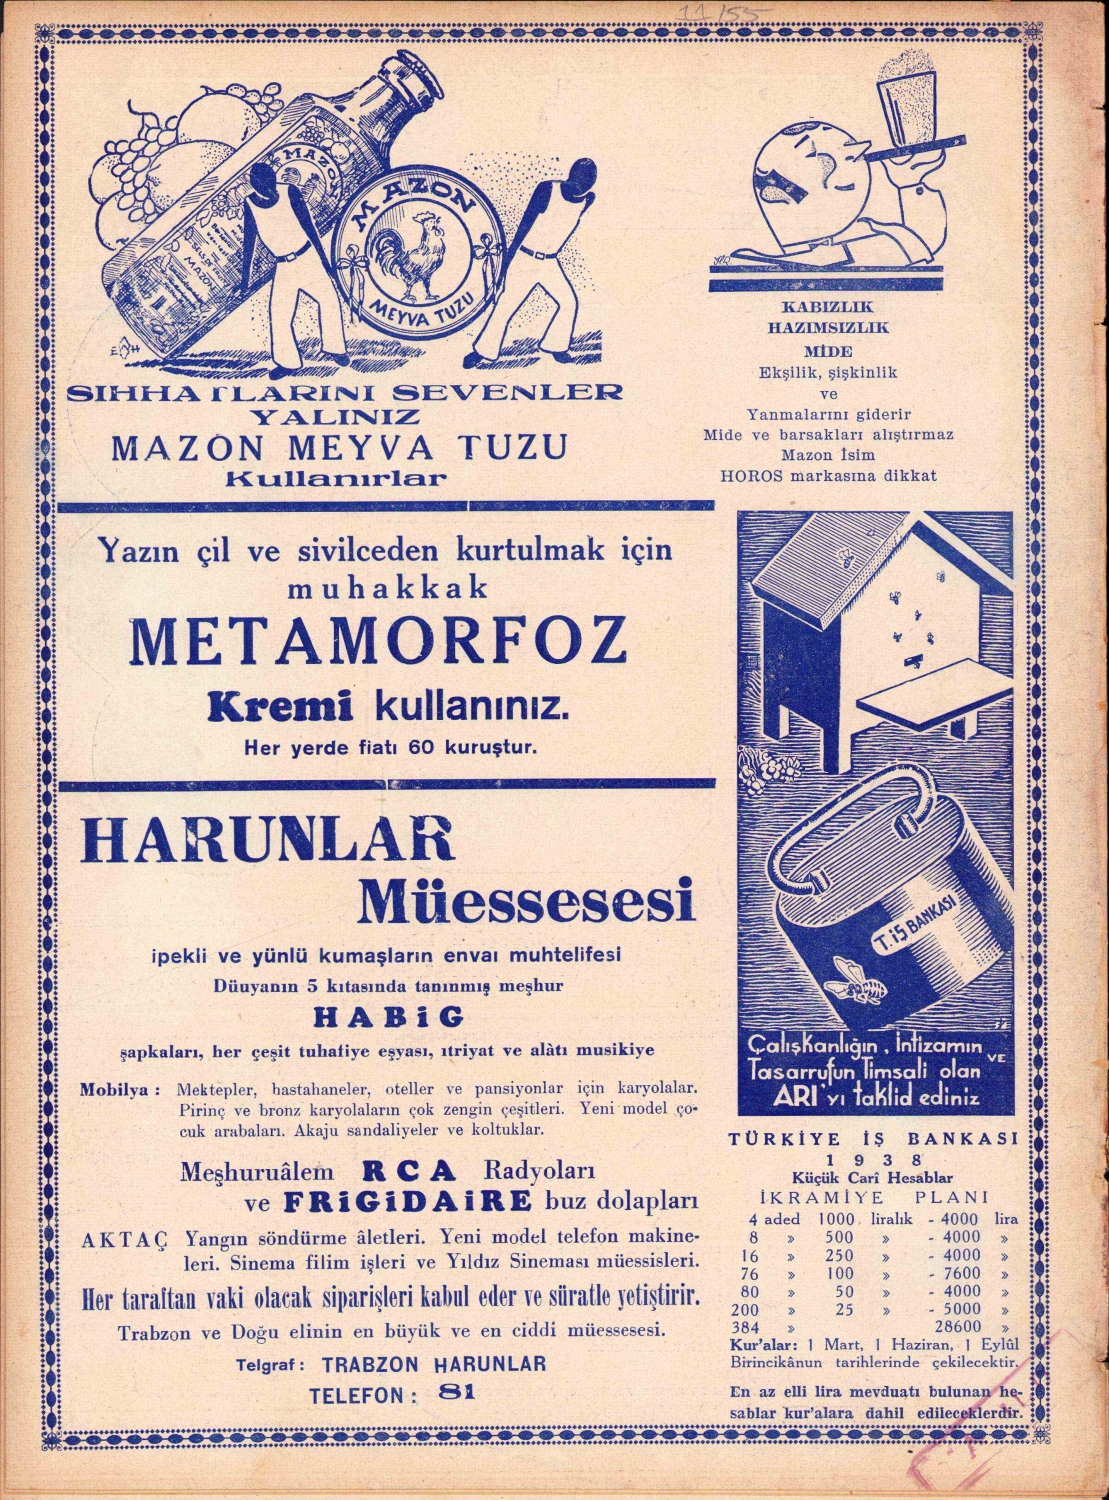 11/55
MAZON
MAZON
MAZON
MEYVA TUZU
SIHHATLARINI SEVENLER
YALINIZ
MAZON MEYVA TUZU
Kullanırlar
KABIZLIK
HAZIMSIZLIK
MİDE
Ekşilik, şişkinlik
ve
Yanmalarını giderir
Mide ve barsakları alıştırmaz
Mazon İsim
HOROS markasına dikkat
Yazın çil ve sivilceden kurtulmak için
muhakkak
METAMORFOZ
Kremi kullanınız.
Her yerde fiatı 60 kuruştur.
HARUNLAR
Müessesesi
ipekli ve yünlü kumaşların envaı muhtelifesi
Düuyanın 5 kıtasında tanınmış meşhur
HABiG
şapkaları, her çeşit tuhafiye eşyası, ıtriyat ve alâtı musikiye
Mobilya : Mektepler, hastahaneler, oteller ve pansiyonlar için karyolalar.
Pirinç ve bronz karyolaların çok zengin çeşitleri. Yeni model ço-
cuk arabaları. Akaju sandaliyeler ve koltuklar.
Meşhuruâlem RCA Radyoları
ve FRiGiDAiRE buz dolapları
AKTAÇ Yangın söndürme âletleri. Yeni model telefon makine-
leri. Sinema filim işleri ve Yıldız Sineması müessisleri.
Her taraftan vaki olacak siparişleri kabul eder ve süratle yetiştirir.
Trabzon ve Doğu elinin en büyük ve en ciddi müessesesi.
Telgraf : TRABZON HARUNLAR
TELEFON : 81
T. iŞ BANKASI
Çalışkanlığın, İntizamın VE
Tasarrufun Timsali olan
ARI'yı taklid ediniz
TÜRKİYE İŞ BANKASI
1938
Küçük Carî Hesablar
İKRAMİYE PLANI
4 aded 1000 liralık - 4000 lira
8 » 500 » - 4000 »
16 » 250 » - 4000 »
76 » 100 » - 7600 »
80 » 50 » - 4000 »
200 » 25 » - 5000 »
384 » 28600 »
Kur'alar: 1 Mart, 1 Haziran, 1 Eylûl
Birincikânun tarihlerinde çekilecektir.
En az elli lira mevduatı bulunan he-
sablar kur'alara dahil edileceklerdir.